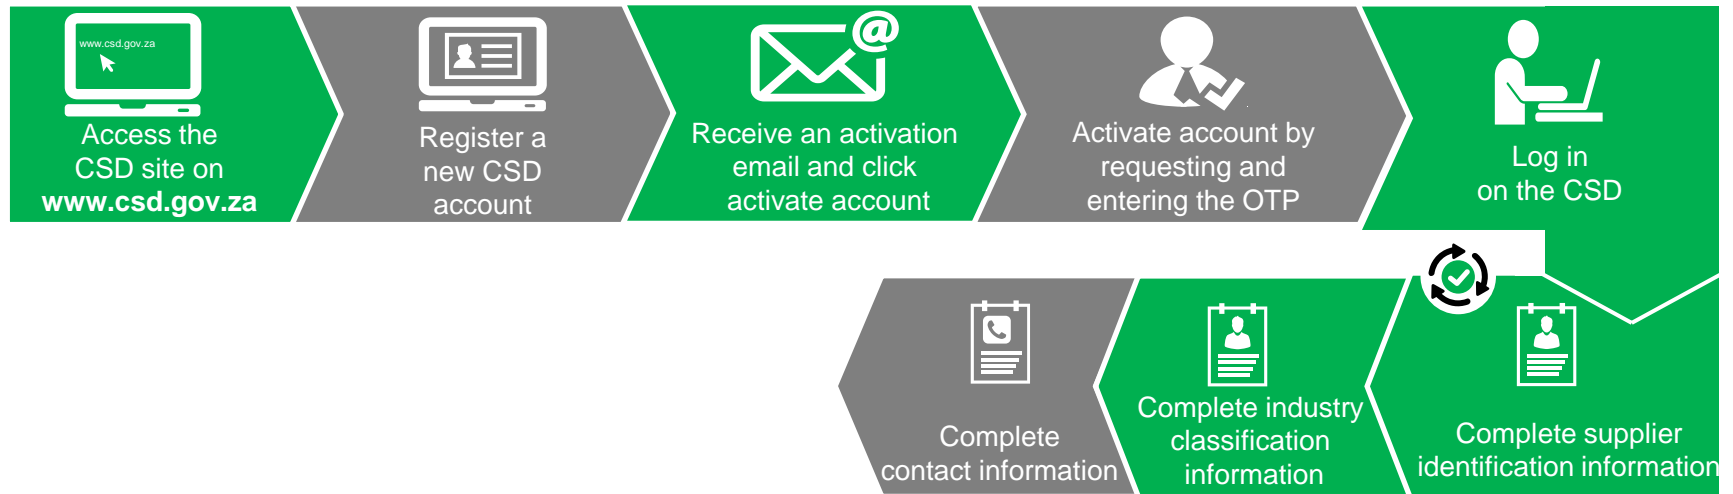 www.csd.gov.za
Access the
CSD site on
www.csd.gov.za
Register a
new CSD
account
@
Receive an activation
email and click
activate account
Activate account by
requesting and
entering the OTP
Log in
on the CSD
Complete supplier
identification information
Complete industry
classification
information
Complete
contact information